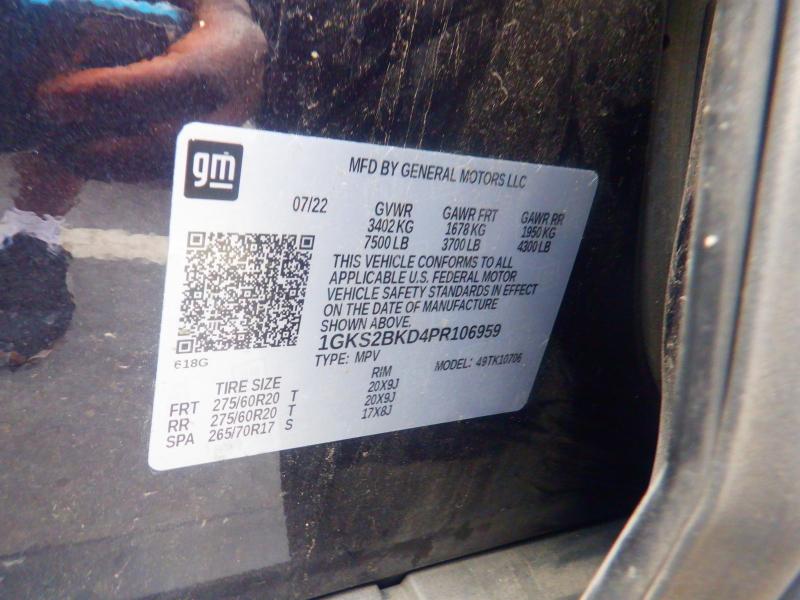 gm
MFD BY GENERAL MOTORS LLC
07/22
GVWR GAWR FRT GAWR RR
3402 KG 1678 KG 1950 KG
7500 LB 3700 LB 4300 LB
THIS VEHICLE CONFORMS TO ALL
APPLICABLE U.S. FEDERAL MOTOR
VEHICLE SAFETY STANDARDS IN EFFECT
ON THE DATE OF MANUFACTURE
SHOWN ABOVE.
1GKS2BKD4PR106959
618G
TYPE: MPV MODEL: 49TK10706
TIRE SIZE RIM
FRT 275/60R20 T 20X9J
RR 275/60R20 T 20X9J
SPA 265/70R17 S 17X8J